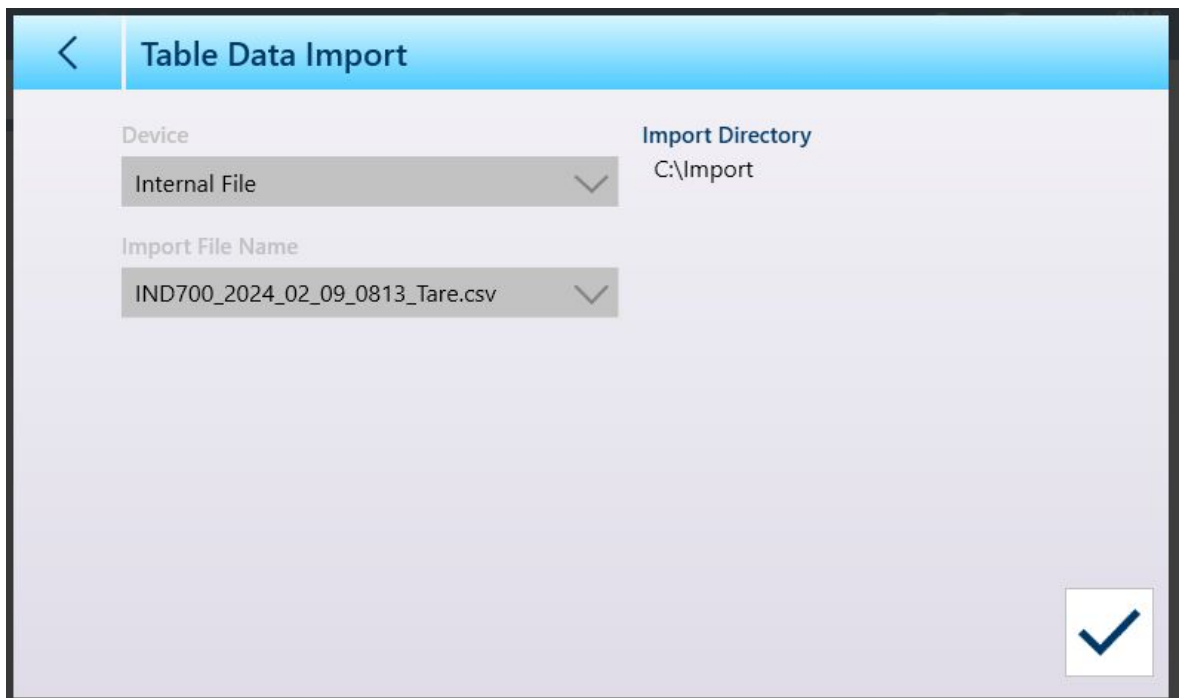 Table Data Import
Device
Internal File
Import File Name
IND700_2024_02_09_0813_Tare.csv
Import Directory
C:\Import